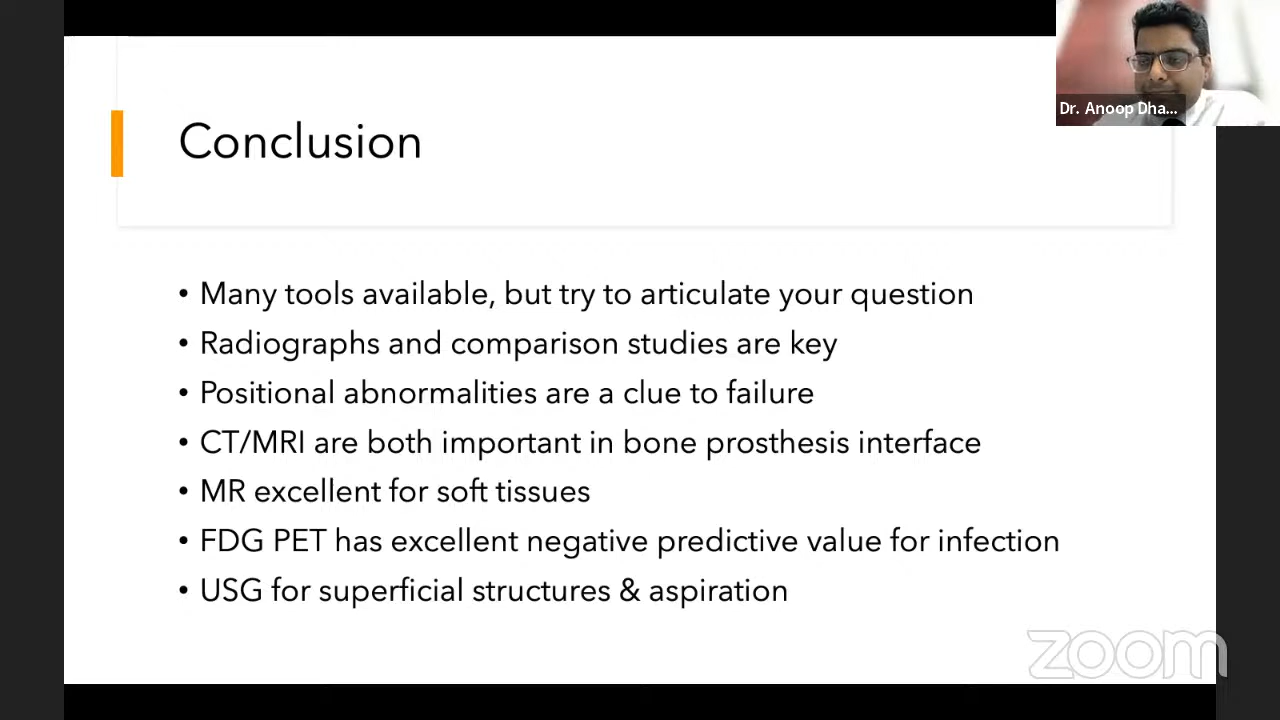 Dr. Anoop Dha...
Conclusion
• Many tools available, but try to articulate your question
• Radiographs and comparison studies are key
• Positional abnormalities are a clue to failure
• CT/MRI are both important in bone prosthesis interface
• MR excellent for soft tissues
• FDG PET has excellent negative predictive value for infection
• USG for superficial structures & aspiration
zoom